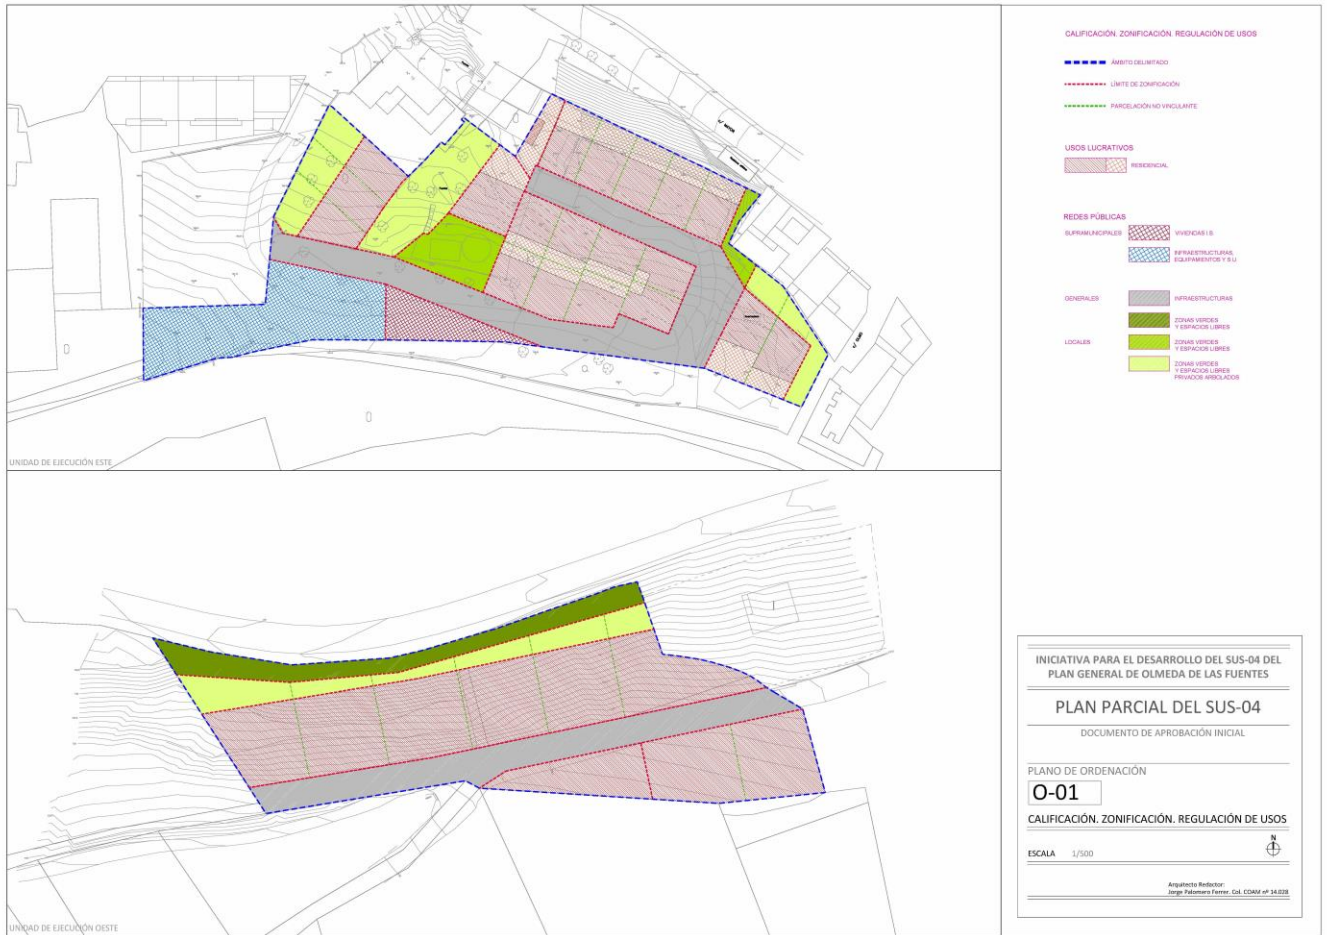 CALIFICACIÓN. ZONIFICACIÓN. REGULACIÓN DE USOS
ÁMBITO DELIMITADO
LÍMITE DE ZONIFICACIÓN
PARCELACIÓN NO VINCULANTE
USOS LUCRATIVOS
RESIDENCIAL
REDES PÚBLICAS
SUPRAMUNICIPALES
VIVIENDAS I.S.
INFRAESTRUCTURAS,
EQUIPAMIENTOS Y S.U.
GENERALES
INFRAESTRUCTURAS
ZONAS VERDES
Y ESPACIOS LIBRES
LOCALES
ZONAS VERDES
Y ESPACIOS LIBRES
ZONAS VERDES
Y ESPACIOS LIBRES
PRIVADOS ARBOLADOS
UNIDAD DE EJECUCIÓN ESTE
UNIDAD DE EJECUCIÓN OESTE
INICIATIVA PARA EL DESARROLLO DEL SUS-04 DEL
PLAN GENERAL DE OLMEDA DE LAS FUENTES
PLAN PARCIAL DEL SUS-04
DOCUMENTO DE APROBACIÓN INICIAL
PLANO DE ORDENACIÓN
O-01
CALIFICACIÓN. ZONIFICACIÓN. REGULACIÓN DE USOS
N
ESCALA 1/500
Arquitecto Redactor:
Jorge Palomero Ferrer. Col. COAM nº 14.028